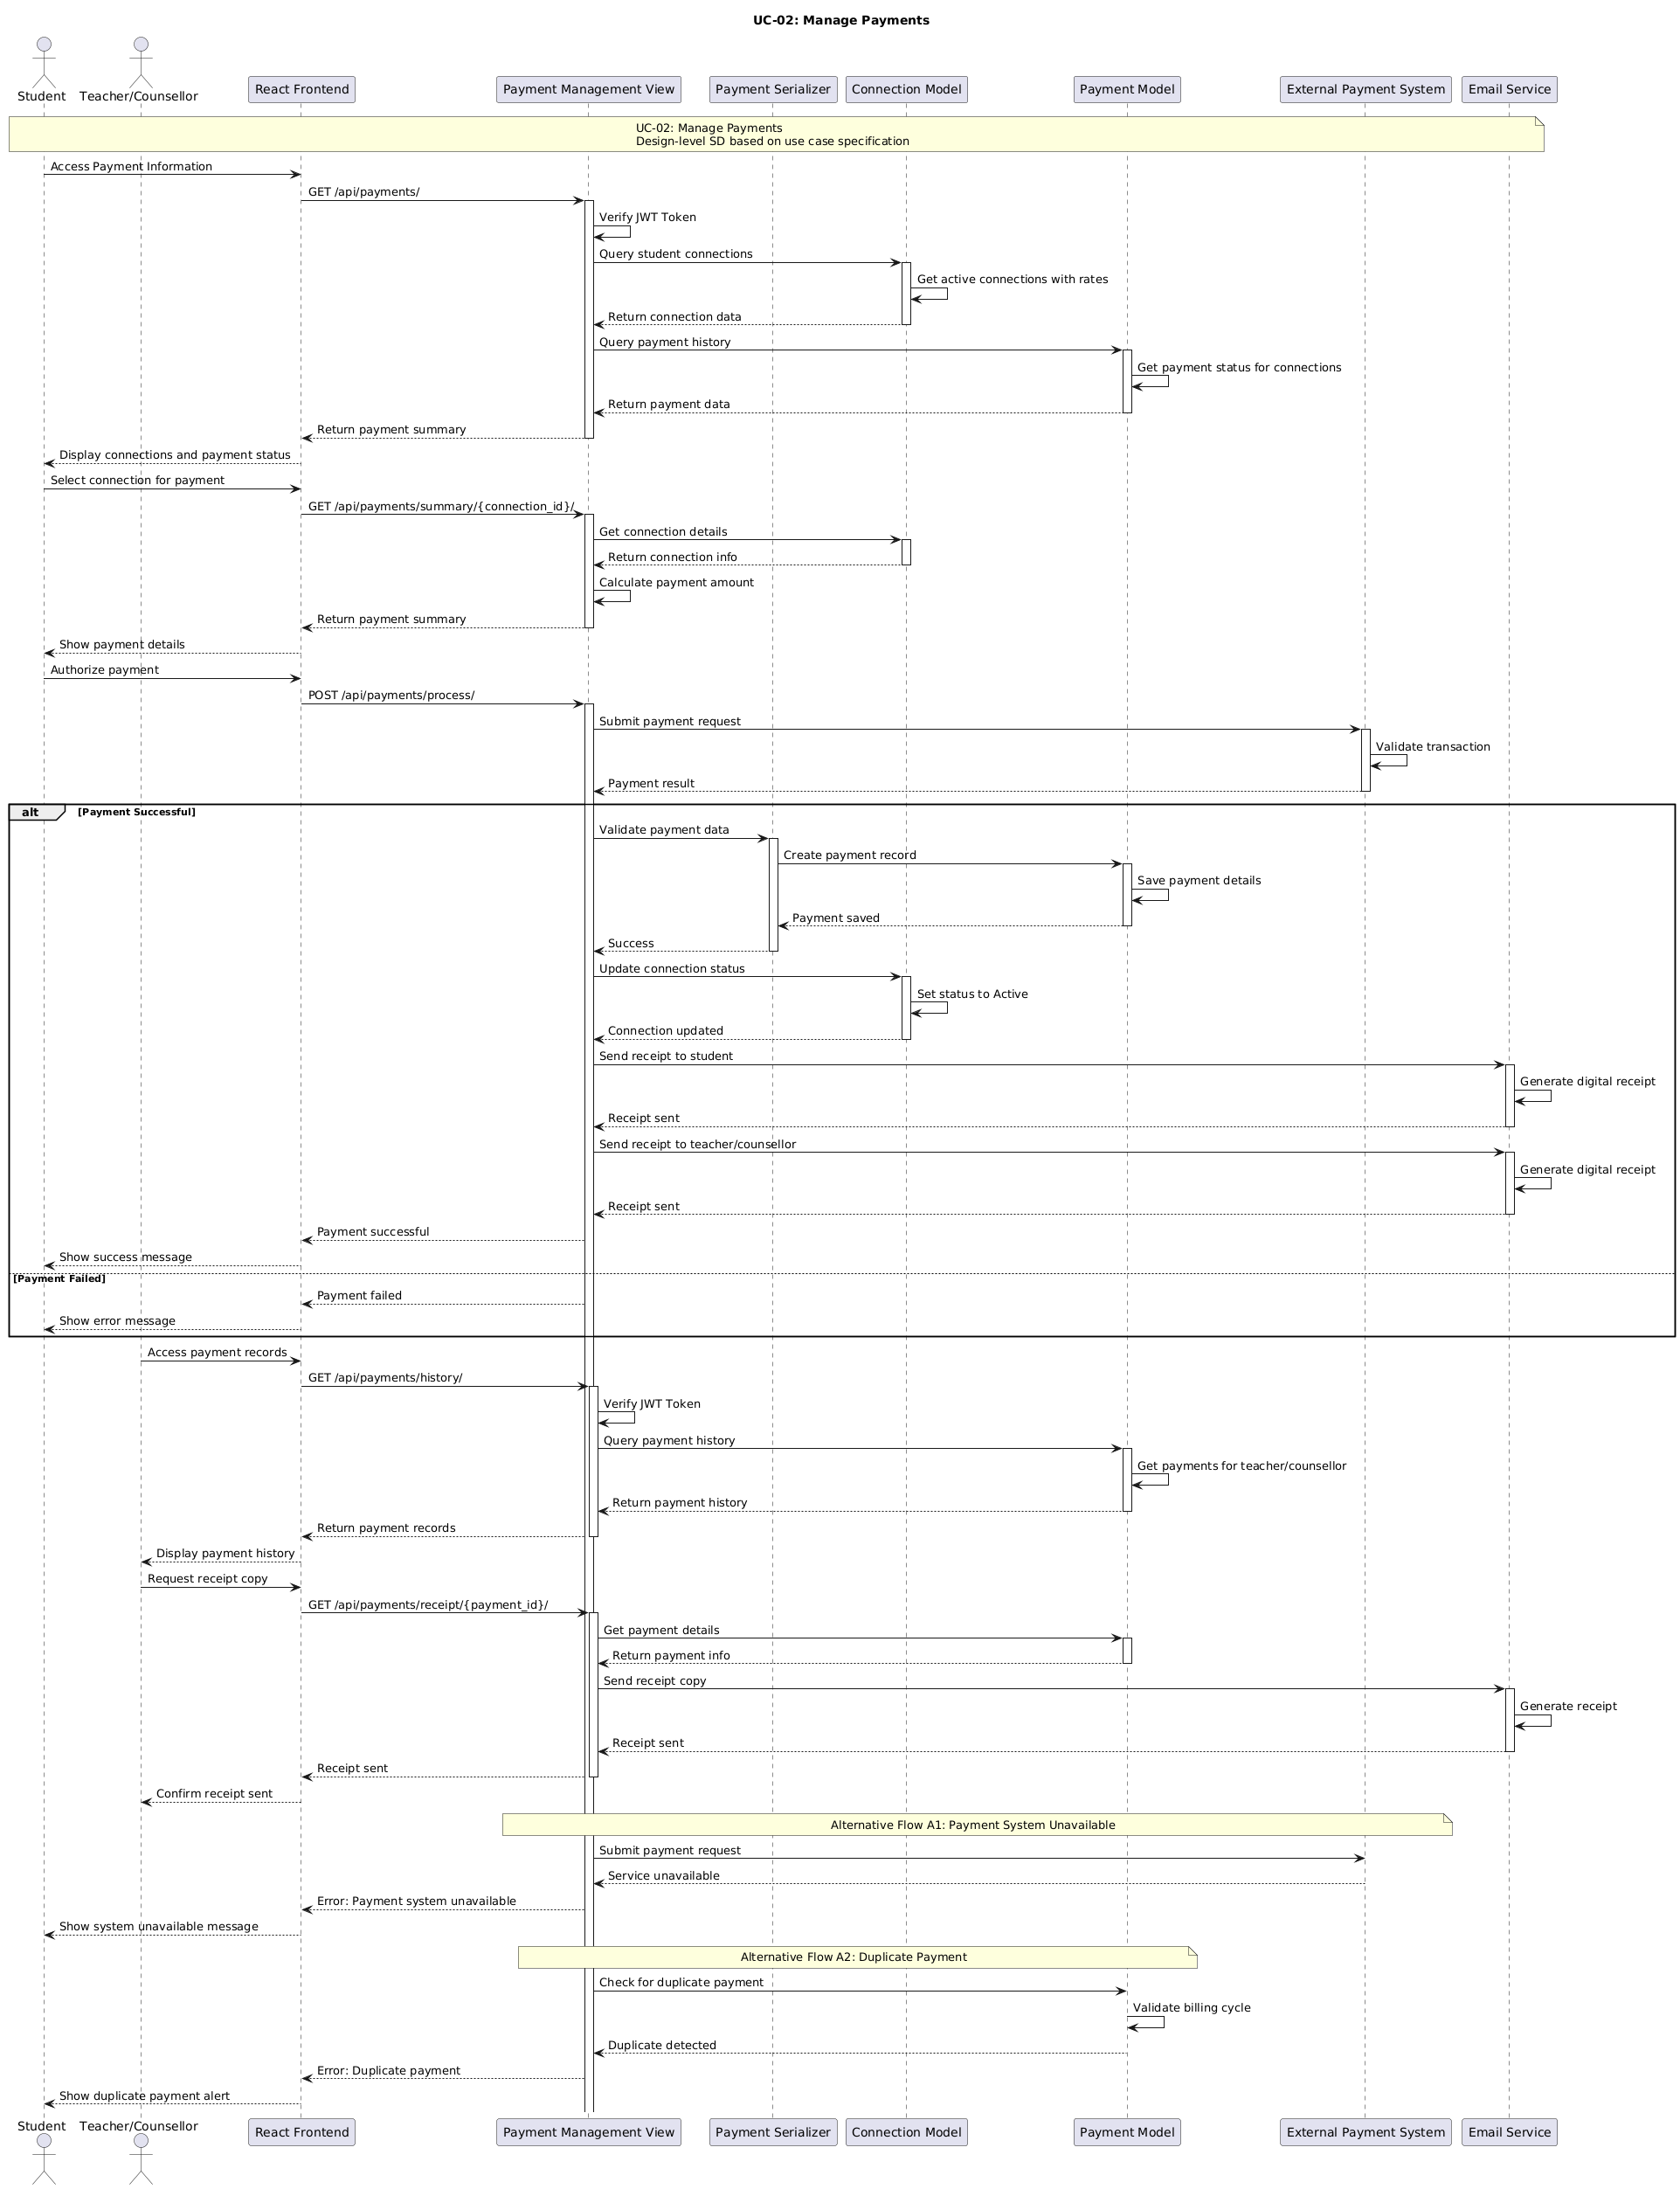 UC-02: Manage Payments
Student
Teacher/Counsellor
React Frontend
Payment Management View
Payment Serializer
Connection Model
Payment Model
External Payment System
Email Service
UC-02: Manage Payments
Design-level SD based on use case specification
Access Payment Information
GET /api/payments/
Verify JWT Token
Query student connections
Get active connections with rates
Return connection data
Query payment history
Get payment status for connections
Return payment data
Return payment summary
Display connections and payment status
Select connection for payment
GET /api/payments/summary/{connection_id}/
Get connection details
Return connection info
Calculate payment amount
Return payment summary
Show payment details
Authorize payment
POST /api/payments/process/
Submit payment request
Validate transaction
Payment result
alt
[Payment Successful]
Validate payment data
Create payment record
Save payment details
Payment saved
Success
Update connection status
Set status to Active
Connection updated
Send receipt to student
Generate digital receipt
Receipt sent
Send receipt to teacher/counsellor
Generate digital receipt
Receipt sent
Payment successful
Show success message
[Payment Failed]
Payment failed
Show error message
Access payment records
GET /api/payments/history/
Verify JWT Token
Query payment history
Get payments for teacher/counsellor
Return payment history
Return payment records
Display payment history
Request receipt copy
GET /api/payments/receipt/{payment_id}/
Get payment details
Return payment info
Send receipt copy
Generate receipt
Receipt sent
Receipt sent
Confirm receipt sent
Alternative Flow A1: Payment System Unavailable
Submit payment request
Service unavailable
Error: Payment system unavailable
Show system unavailable message
Alternative Flow A2: Duplicate Payment
Check for duplicate payment
Validate billing cycle
Duplicate detected
Error: Duplicate payment
Show duplicate payment alert
Student
Teacher/Counsellor
React Frontend
Payment Management View
Payment Serializer
Connection Model
Payment Model
External Payment System
Email Service